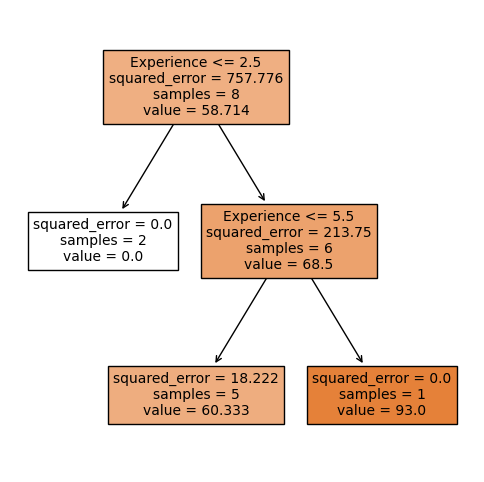 Experience <= 2.5
squared_error = 757.776
samples = 8
value = 58.714
squared_error = 0.0
samples = 2
value = 0.0
Experience <= 5.5
squared_error = 213.75
samples = 6
value = 68.5
squared_error = 18.222
samples = 5
value = 60.333
squared_error = 0.0
samples = 1
value = 93.0